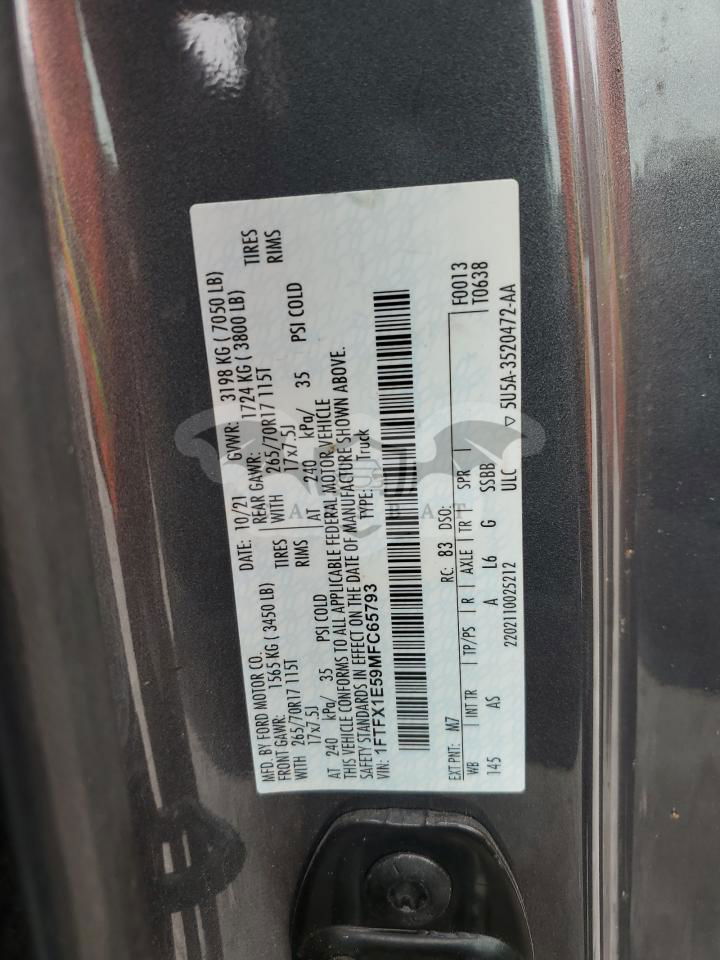 MFD. BY FORD MOTOR CO.
DATE: 10/21 GVWR: 3198 KG ( 7050 LB)
FRONT GAWR: 1565 KG ( 3450 LB) REAR GAWR: 1724 KG ( 3800 LB)
WITH 265/70R17 115T TIRES WITH 265/70R17 115T TIRES
17x7.5J RIMS 17x7.5J RIMS
AT 240 kPa/ 35 PSI COLD AT 240 kPa/ 35 PSI COLD
THIS VEHICLE CONFORMS TO ALL APPLICABLE FEDERAL MOTOR VEHICLE
SAFETY STANDARDS IN EFFECT ON THE DATE OF MANUFACTURE SHOWN ABOVE.
VIN: 1FTFX1E59MFC65793 TYPE: Truck
EXT PNT: M7 RC: 83 DSO: F0013
WB INT TR TP/PS R AXLE TR SPR T0638
145 AS A L6 G SSBB
2202110025212 ULC ▽ 5U5A-3520472-AA